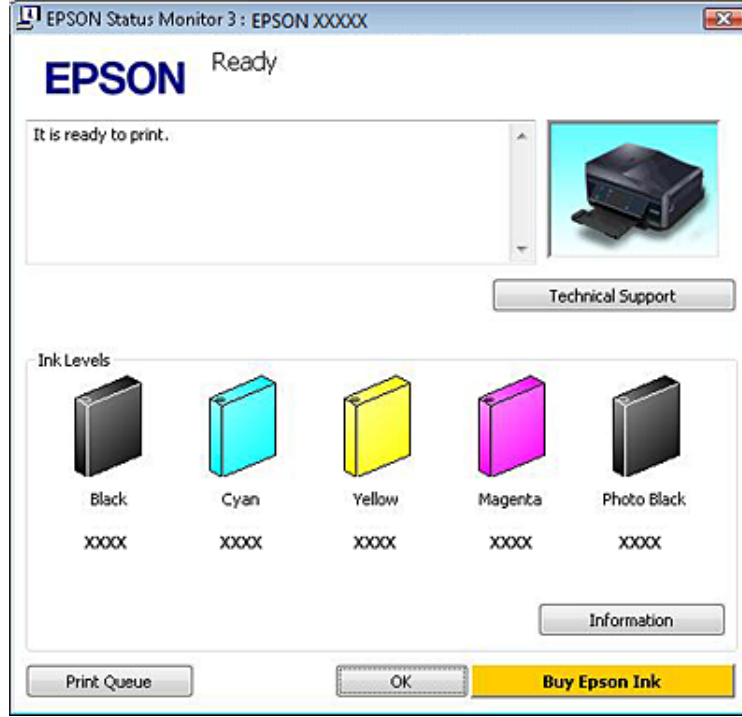 EPSON Status Monitor 3 : EPSON XXXXX
EPSON
Ready
It is ready to print.
Technical Support
Ink Levels
Black Cyan Yellow Magenta Photo Black
XXXX XXXX XXXX XXXX XXXX
Information
Print Queue OK Buy Epson Ink